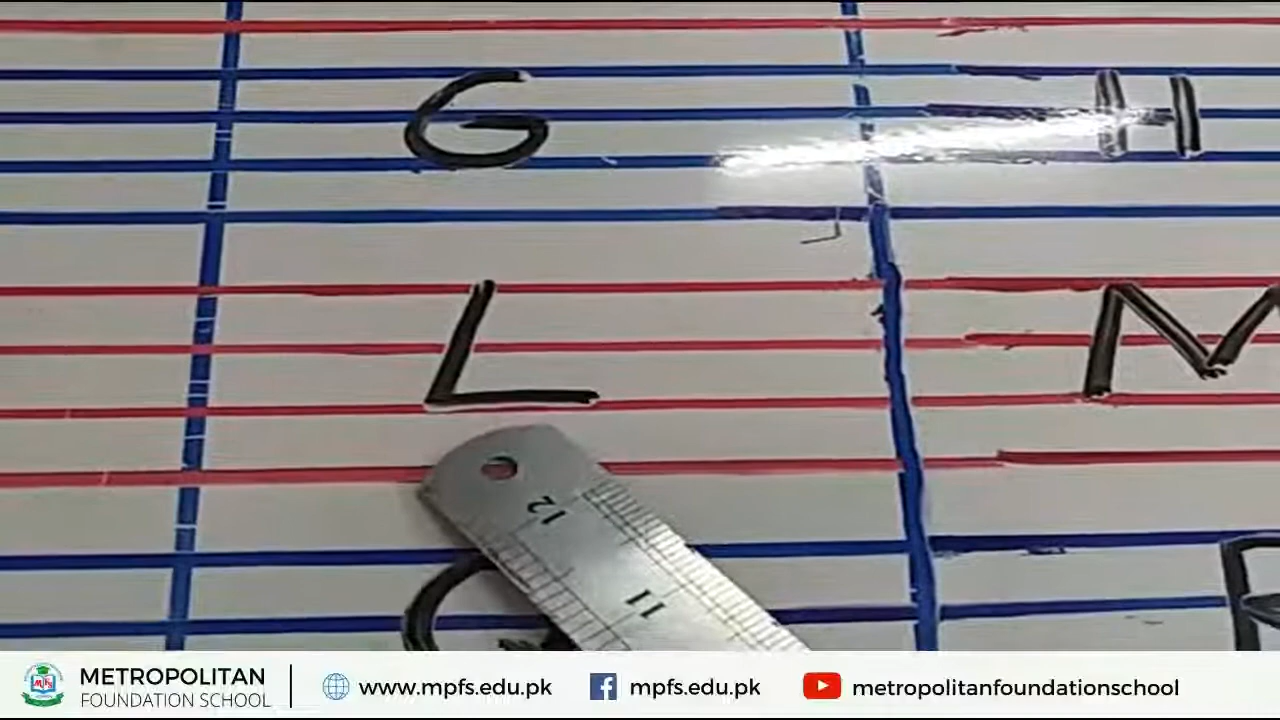 G H
L M
12
11
METROPOLITAN
FOUNDATION SCHOOL
www.mpfs.edu.pk mpfs.edu.pk metropolitanfoundationschool